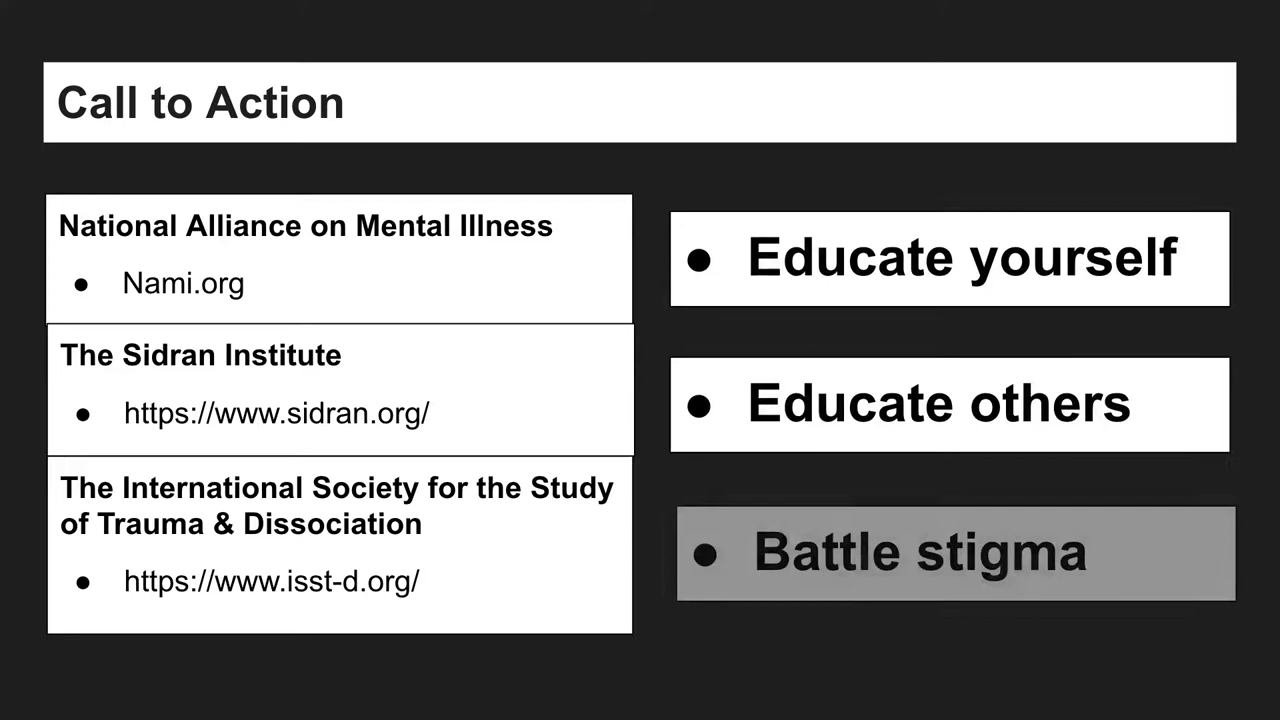 Call to Action
National Alliance on Mental Illness
● Nami.org
The Sidran Institute
● https://www.sidran.org/
The International Society for the Study
of Trauma & Dissociation
● https://www.isst-d.org/
● Educate yourself
● Educate others
● Battle stigma